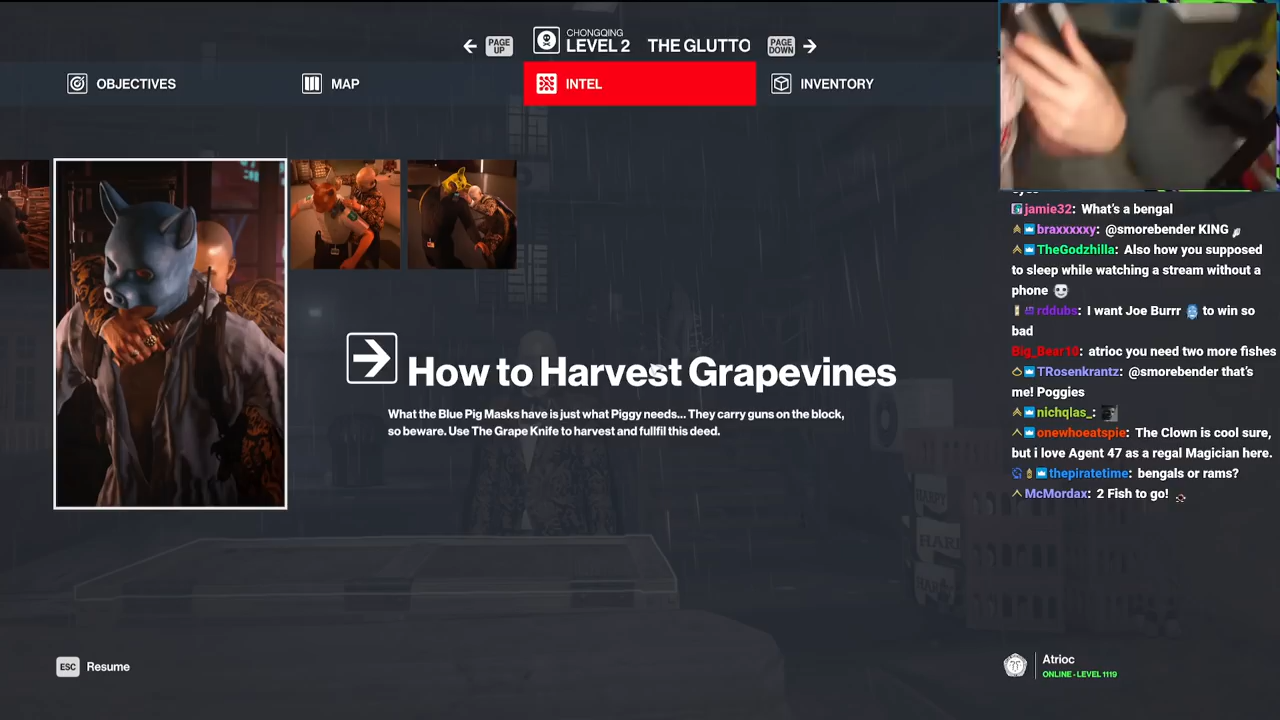 PAGE UP
CHONGQING
LEVEL 2 THE GLUTTO
PAGE DOWN
OBJECTIVES
MAP
INTEL
INVENTORY
How to Harvest Grapevines
What the Blue Pig Masks have is just what Piggy needs... They carry guns on the block,
so beware. Use The Grape Knife to harvest and fullfil this deed.
ESC Resume
Atrioc
ONLINE - LEVEL 1119
jamie32: What's a bengal
braxxxxxy: @smorebender KING
TheGodzhilla: Also how you supposed
to sleep while watching a stream without a
phone
rddubs: I want Joe Burrr to win so
bad
Big_Bear10: atrioc you need two more fishes
TRosenkrantz: @smorebender that's
me! Poggies
nichqlas_:
onewhoeatspie: The Clown is cool sure,
but i love Agent 47 as a regal Magician here.
thepiratetime: bengals or rams?
McMordax: 2 Fish to go!